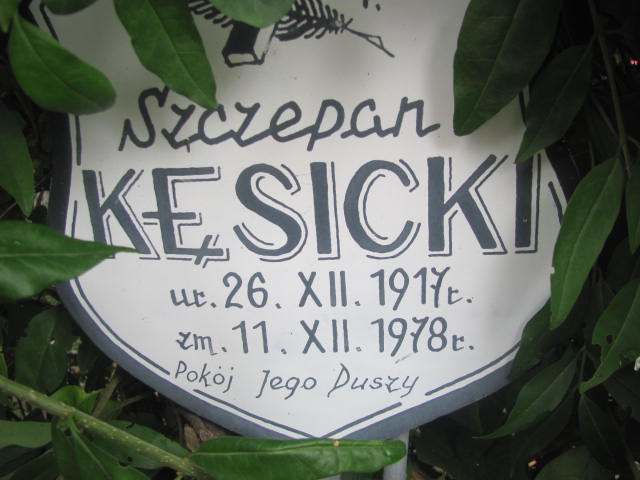 Szczepan
KĘSICKI
ur. 26. XII. 1917r.
zm. 11. XII. 1978r.
Pokój Jego Duszy